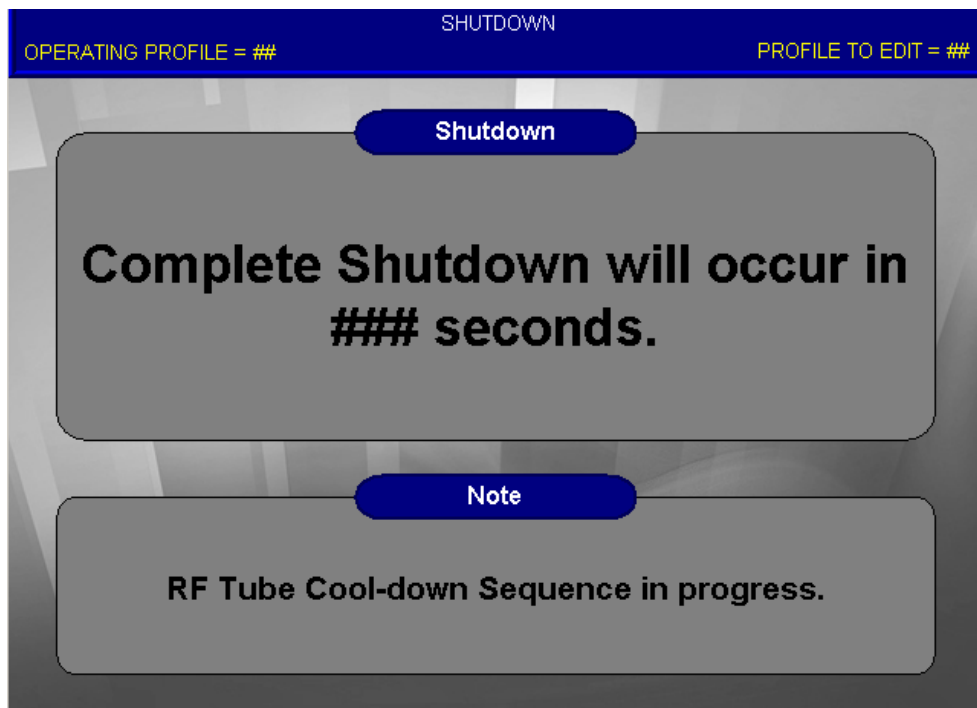 SHUTDOWN
OPERATING PROFILE = ## PROFILE TO EDIT = ##
Shutdown
Complete Shutdown will occur in
### seconds.
Note
RF Tube Cool-down Sequence in progress.